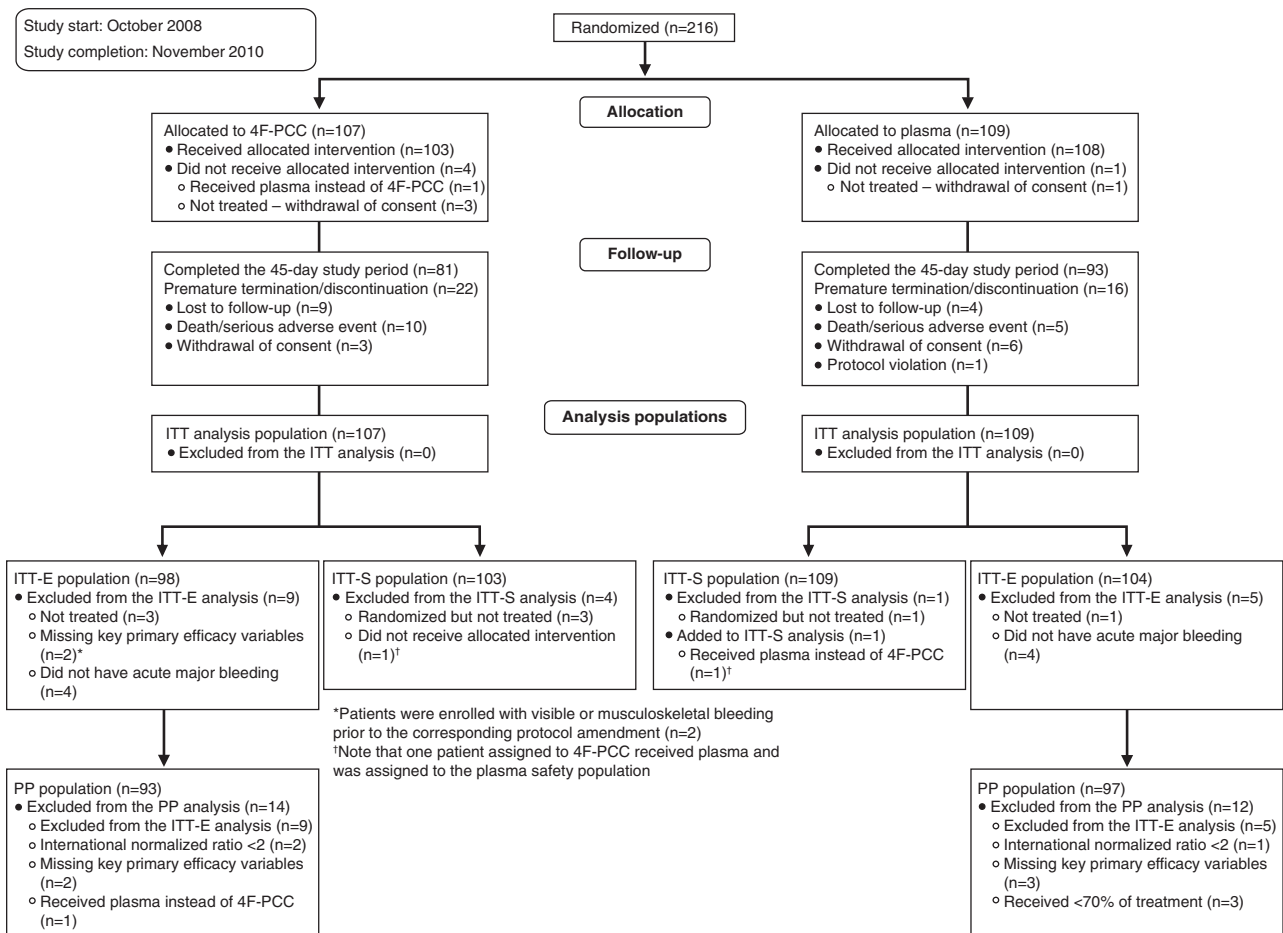 Study start: October 2008
Study completion: November 2010
Randomized (n=216)
Allocation
Allocated to 4F-PCC (n=107)
● Received allocated intervention (n=103)
● Did not receive allocated intervention (n=4)
○ Received plasma instead of 4F-PCC (n=1)
○ Not treated – withdrawal of consent (n=3)
Allocated to plasma (n=109)
● Received allocated intervention (n=108)
● Did not receive allocated intervention (n=1)
○ Not treated – withdrawal of consent (n=1)
Follow-up
Completed the 45-day study period (n=81)
Premature termination/discontinuation (n=22)
● Lost to follow-up (n=9)
● Death/serious adverse event (n=10)
● Withdrawal of consent (n=3)
Completed the 45-day study period (n=93)
Premature termination/discontinuation (n=16)
● Lost to follow-up (n=4)
● Death/serious adverse event (n=5)
● Withdrawal of consent (n=6)
● Protocol violation (n=1)
Analysis populations
ITT analysis population (n=107)
● Excluded from the ITT analysis (n=0)
ITT analysis population (n=109)
● Excluded from the ITT analysis (n=0)
ITT-E population (n=98)
● Excluded from the ITT-E analysis (n=9)
○ Not treated (n=3)
○ Missing key primary efficacy variables
(n=2)*
○ Did not have acute major bleeding
(n=4)
ITT-S population (n=103)
● Excluded from the ITT-S analysis (n=4)
○ Randomized but not treated (n=3)
○ Did not receive allocated intervention
(n=1)†
ITT-S population (n=109)
● Excluded from the ITT-S analysis (n=1)
○ Randomized but not treated (n=1)
● Added to ITT-S analysis (n=1)
○ Received plasma instead of 4F-PCC
(n=1)†
ITT-E population (n=104)
● Excluded from the ITT-E analysis (n=5)
○ Not treated (n=1)
○ Did not have acute major bleeding
(n=4)
*Patients were enrolled with visible or musculoskeletal bleeding
prior to the corresponding protocol amendment (n=2)
†Note that one patient assigned to 4F-PCC received plasma and
was assigned to the plasma safety population
PP population (n=93)
● Excluded from the PP analysis (n=14)
○ Excluded from the ITT-E analysis (n=9)
○ International normalized ratio <2 (n=2)
○ Missing key primary efficacy variables
(n=2)
○ Received plasma instead of 4F-PCC
(n=1)
PP population (n=97)
● Excluded from the PP analysis (n=12)
○ Excluded from the ITT-E analysis (n=5)
○ International normalized ratio <2 (n=1)
○ Missing key primary efficacy variables
(n=3)
○ Received <70% of treatment (n=3)